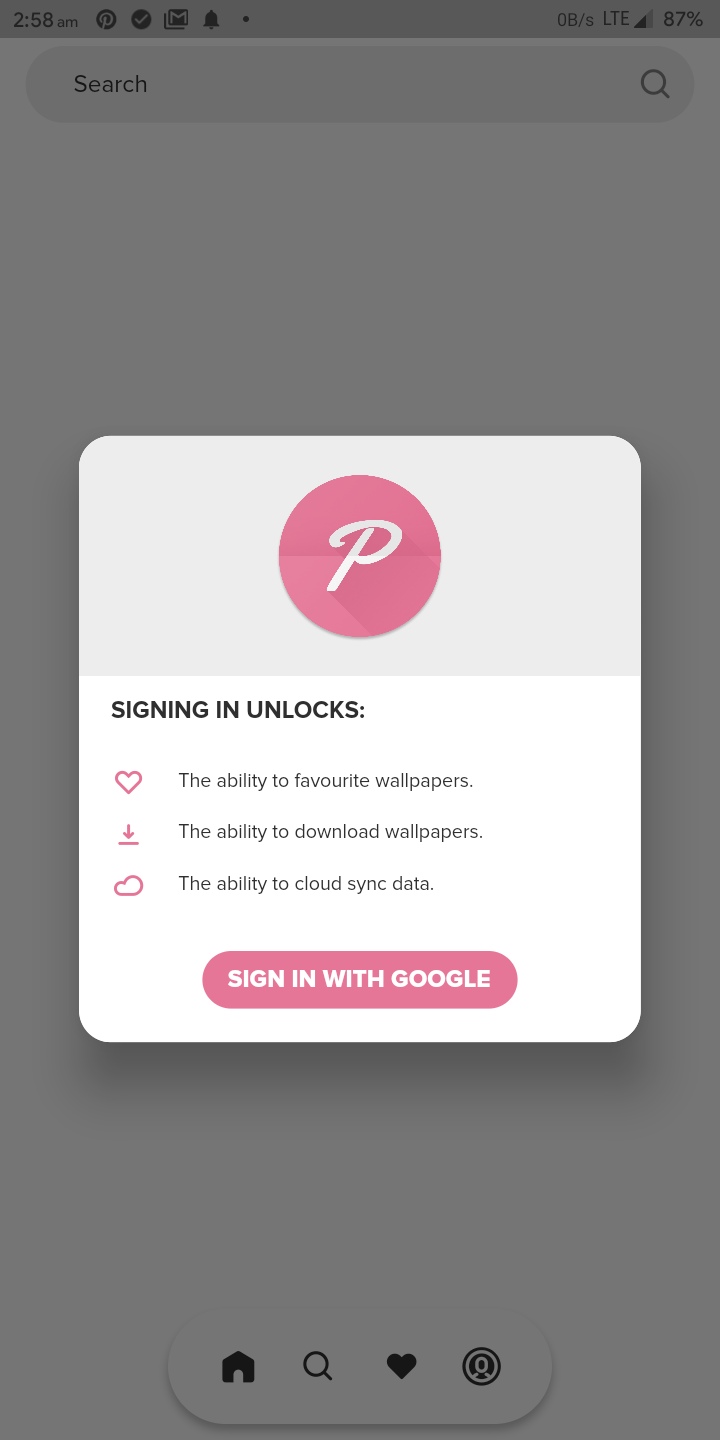 2:58 am 0B/s LTE 87%
Search
P
SIGNING IN UNLOCKS:
The ability to favourite wallpapers.
The ability to download wallpapers.
The ability to cloud sync data.
SIGN IN WITH GOOGLE